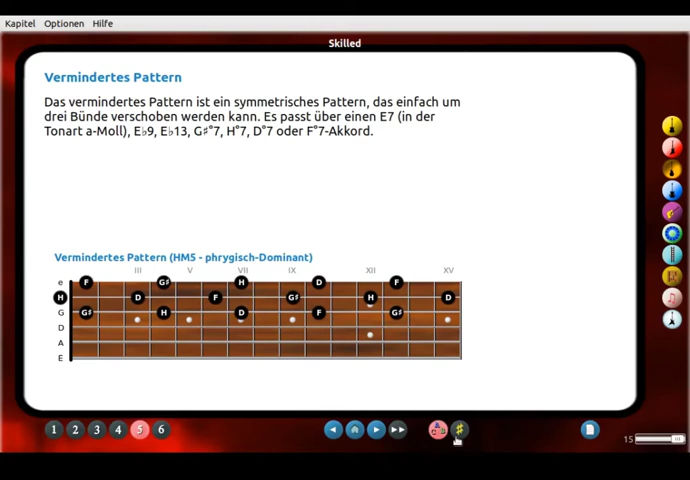 Kapitel Optionen Hilfe
Skilled
Vermindertes Pattern
Das vermindertes Pattern ist ein symmetrisches Pattern, das einfach um
drei Bünde verschoben werden kann. Es passt über einen E7 (in der
Tonart a-Moll), E♭9, E♭13, G♯°7, H°7, D°7 oder F°7-Akkord.
Vermindertes Pattern (HM5 - phrygisch-Dominant)
III V VII IX XII XV
e F G♯ H D F
H H D F G♯ H D
G G♯ H D F G♯
D
A
E
1 2 3 4 5 6 ♯ 15